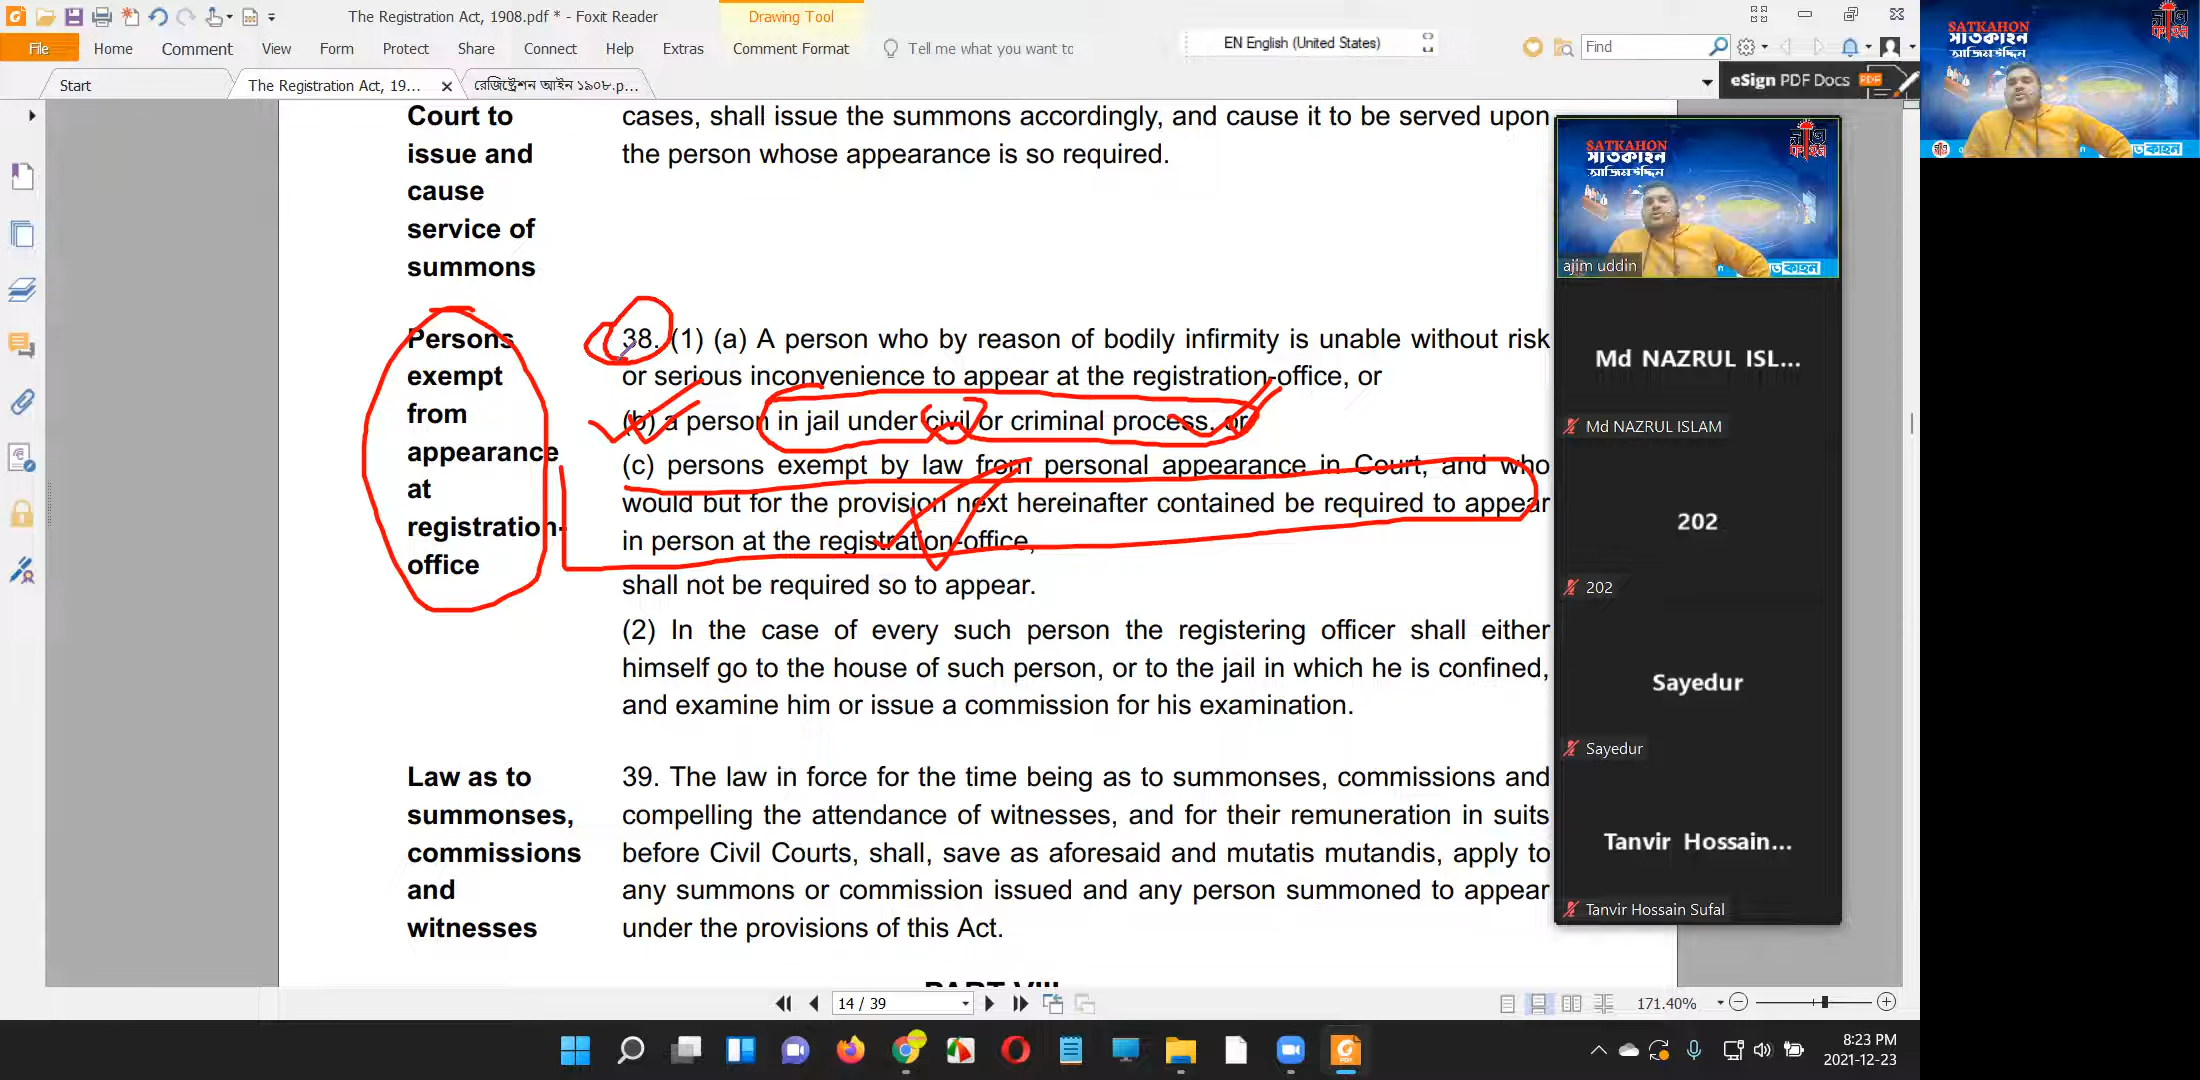 The Registration Act, 1908.pdf * - Foxit Reader
Drawing Tool
File Home Comment View Form Protect Share Connect Help Extras Comment Format Tell me what you want to
EN English (United States)
Find
Start
The Registration Act, 19...
রেজিস্ট্রেশন আইন ১৯০৮.p...
eSign PDF Docs
PDF
Court to
issue and
cause
service of
summons
cases, shall issue the summons accordingly, and cause it to be served upon
the person whose appearance is so required.
Persons
exempt
from
appearance
at
registration-
office
38. (1) (a) A person who by reason of bodily infirmity is unable without risk
or serious inconvenience to appear at the registration-office, or
(b) a person in jail under civil or criminal process, or
(c) persons exempt by law from personal appearance in Court, and who
would but for the provision next hereinafter contained be required to appear
in person at the registration-office,
shall not be required so to appear.
(2) In the case of every such person the registering officer shall either
himself go to the house of such person, or to the jail in which he is confined,
and examine him or issue a commission for his examination.
Law as to
summonses,
commissions
and
witnesses
39. The law in force for the time being as to summonses, commissions and
compelling the attendance of witnesses, and for their remuneration in suits
before Civil Courts, shall, save as aforesaid and mutatis mutandis, apply to
any summons or commission issued and any person summoned to appear
under the provisions of this Act.
PART VIII
SATKAHON
সাতকাহন
আজিমউদ্দিন
ajim uddin
Md NAZRUL ISL...
Md NAZRUL ISLAM
202
202
Sayedur
Sayedur
Tanvir Hossain...
Tanvir Hossain Sufal
SATKAHON
সাতকাহন
আজিমউদ্দিন
14 / 39
171.40%
8:23 PM
2021-12-23